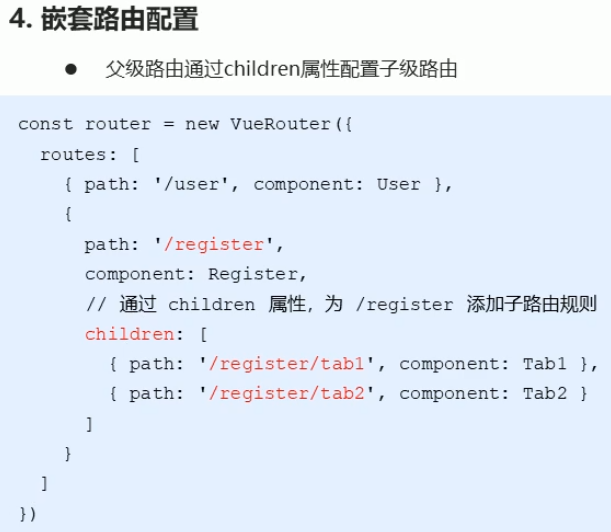 4. 嵌套路由配置
● 父级路由通过children属性配置子级路由
const router = new VueRouter({
  routes: [
    { path: '/user', component: User },
    {
      path: '/register',
      component: Register,
      // 通过 children 属性，为 /register 添加子路由规则
      children: [
        { path: '/register/tab1', component: Tab1 },
        { path: '/register/tab2', component: Tab2 }
      ]
    }
  ]
})